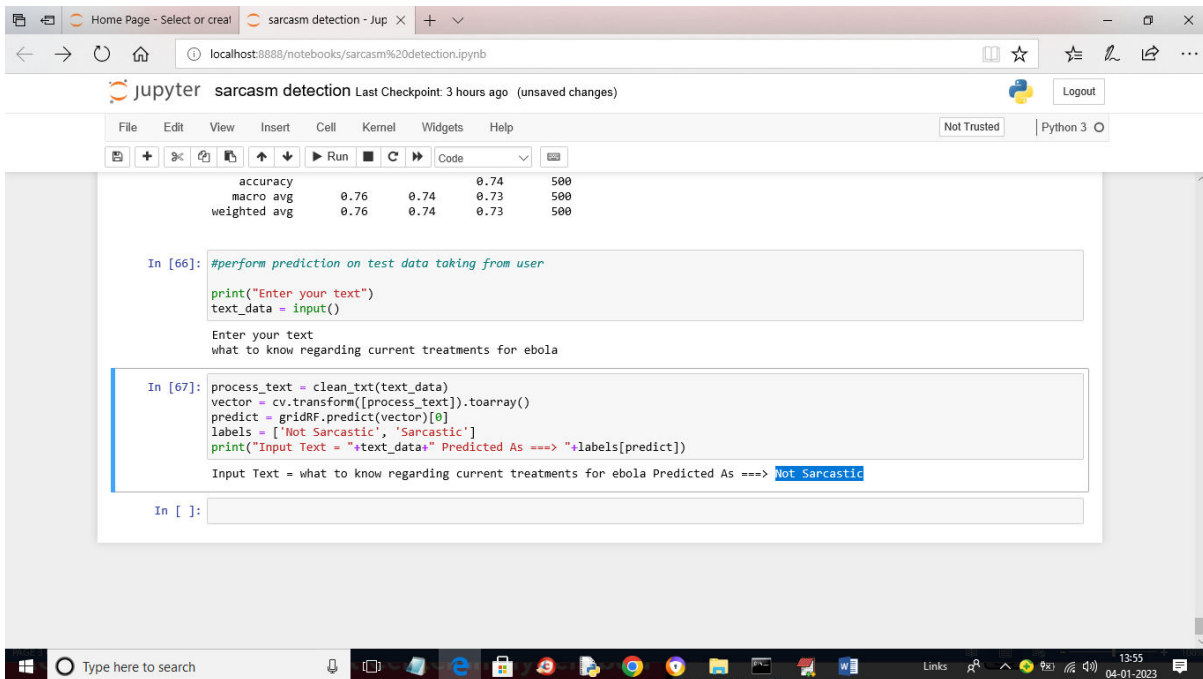 Home Page - Select or creat
sarcasm detection - Jup
localhost:8888/notebooks/sarcasm%20detection.ipynb
jupyter sarcasm detection Last Checkpoint: 3 hours ago (unsaved changes)
Logout
File Edit View Insert Cell Kernel Widgets Help
Not Trusted
Python 3
Run
Code
accuracy 0.74 500
macro avg 0.76 0.74 0.73 500
weighted avg 0.76 0.74 0.73 500
In [66]: #perform prediction on test data taking from user
print("Enter your text")
text_data = input()
Enter your text
what to know regarding current treatments for ebola
In [67]: process_text = clean_txt(text_data)
vector = cv.transform([process_text]).toarray()
predict = gridRF.predict(vector)[0]
labels = ['Not Sarcastic', 'Sarcastic']
print("Input Text = "+text_data+" Predicted As ===> "+labels[predict])
Input Text = what to know regarding current treatments for ebola Predicted As ===> Not Sarcastic
In [ ]:
Type here to search
Links
13:55
04-01-2023